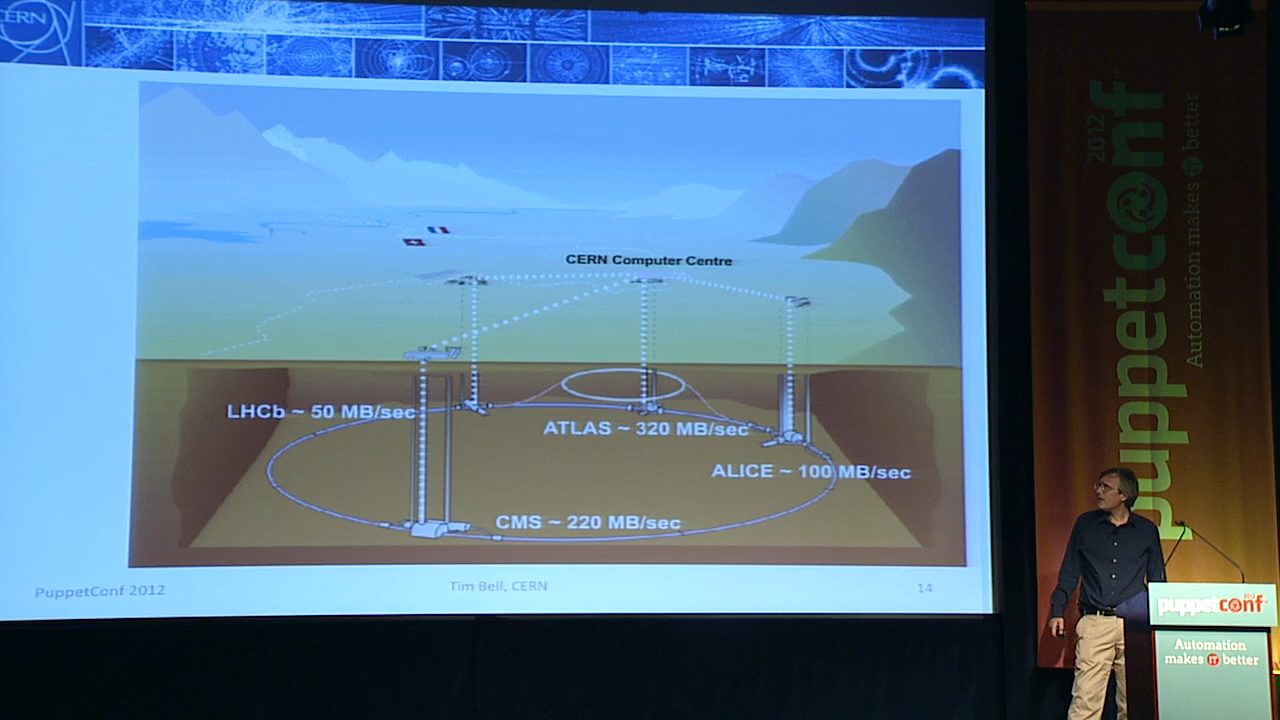 CERN
CERN Computer Centre
LHCb ~ 50 MB/sec
ATLAS ~ 320 MB/sec
ALICE ~ 100 MB/sec
CMS ~ 220 MB/sec
PuppetConf 2012
Tim Bell, CERN
14
puppetconf
2012
Automation makes IT better
puppetconf
2012
Automation
makes IT better